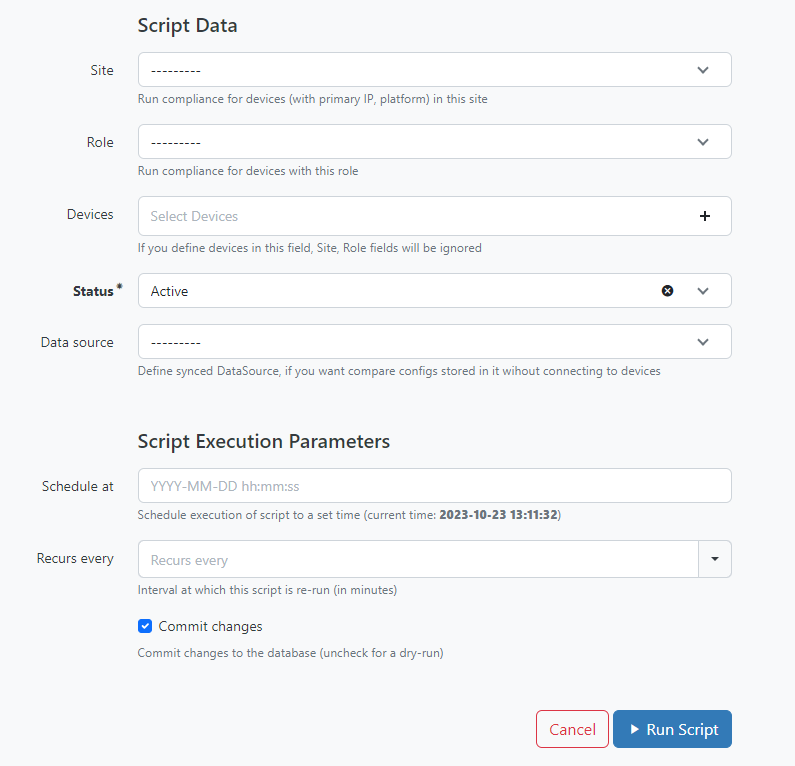 Script Data
Site
---------
Run compliance for devices (with primary IP, platform) in this site
Role
---------
Run compliance for devices with this role
Devices
Select Devices
If you define devices in this field, Site, Role fields will be ignored
Status*
Active
Data source
---------
Define synced DataSource, if you want compare configs stored in it wihout connecting to devices
Script Execution Parameters
Schedule at
YYYY-MM-DD hh:mm:ss
Schedule execution of script to a set time (current time: 2023-10-23 13:11:32)
Recurs every
Recurs every
Interval at which this script is re-run (in minutes)
Commit changes
Commit changes to the database (uncheck for a dry-run)
Cancel
Run Script